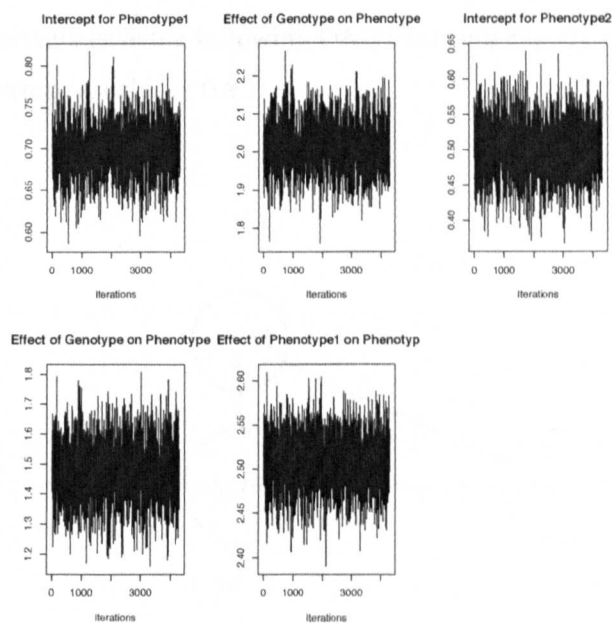 Intercept for Phenotype1
Effect of Genotype on Phenotype
Intercept for Phenotype2
0.80
0.75
0.70
0.65
0.60
0 1000 3000
Iterations
2.2
2.1
2.0
1.9
1.8
0 1000 3000
Iterations
0.65
0.60
0.55
0.50
0.45
0.40
0 1000 3000
Iterations
Effect of Genotype on Phenotype
Effect of Phenotype1 on Phenotyp
1.8
1.7
1.6
1.5
1.4
1.3
1.2
0 1000 3000
Iterations
2.60
2.55
2.50
2.45
2.40
0 1000 3000
Iterations